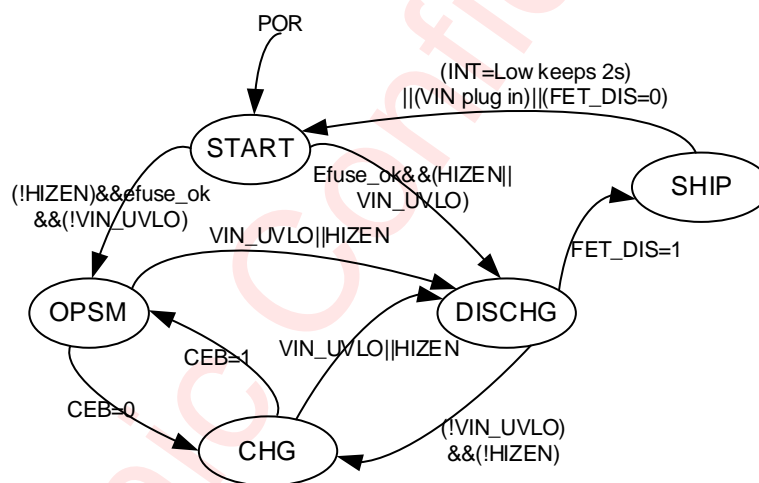 POR
(INT=Low keeps 2s)
||(VIN plug in)||(FET_DIS=0)
START
SHIP
Efuse_ok&&(HIZEN||
VIN_UVLO)
(!HIZEN)&&efuse_ok
&&(!VIN_UVLO)
VIN_UVLO||HIZEN
FET_DIS=1
OPSM
DISCHG
CEB=1
VIN_UVLO||HIZEN
CEB=0
(!VIN_UVLO)
&&(!HIZEN)
CHG